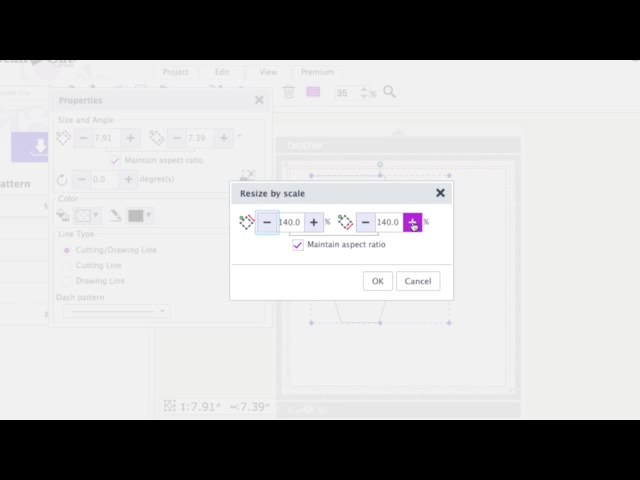 Project Edit View Premium
Properties
35 %
Size and Angle
7.91 7.39 "
Maintain aspect ratio
0.0 degree(s)
Color
Line Type
Cutting/Drawing Line
Cutting Line
Drawing Line
Dash pattern
attern
Resize by scale
140.0 % 140.0 %
Maintain aspect ratio
OK Cancel
7.91" 7.39"